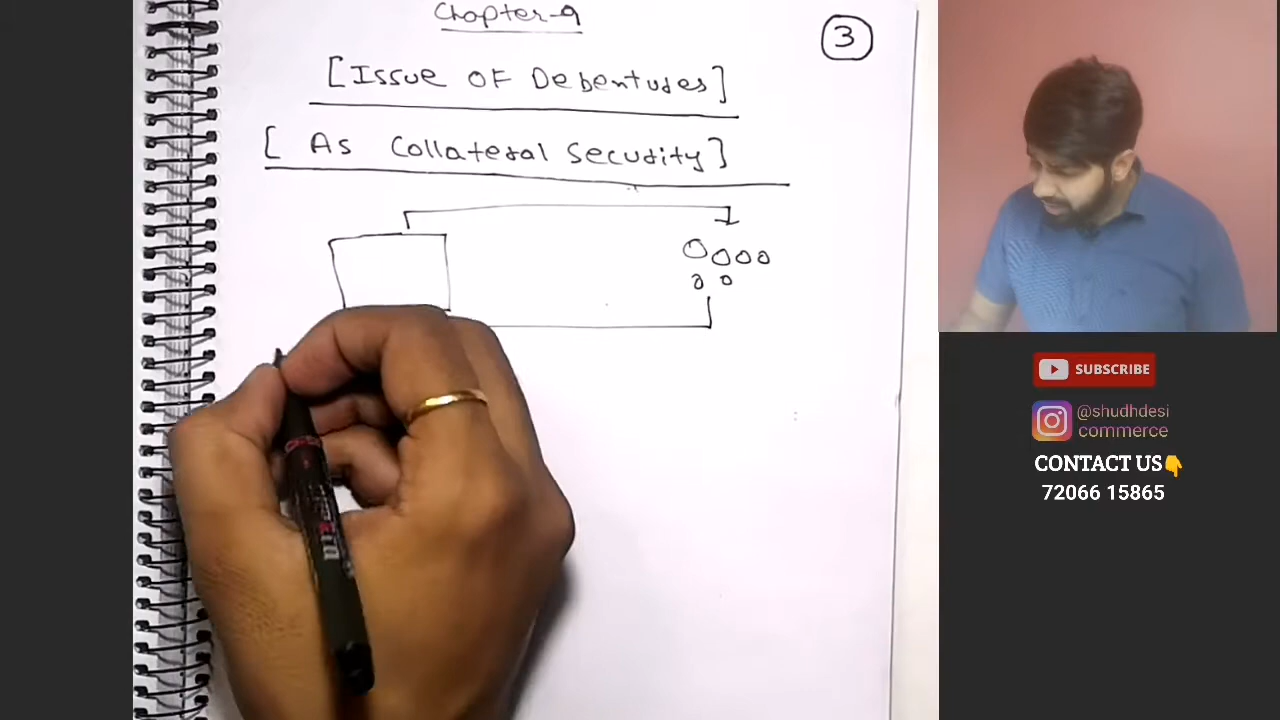 Chapter-9
3
[Issue OF Debentures]
[ As Collateral Security]
SUBSCRIBE
@shudhdesi
commerce
CONTACT US👇
72066 15865